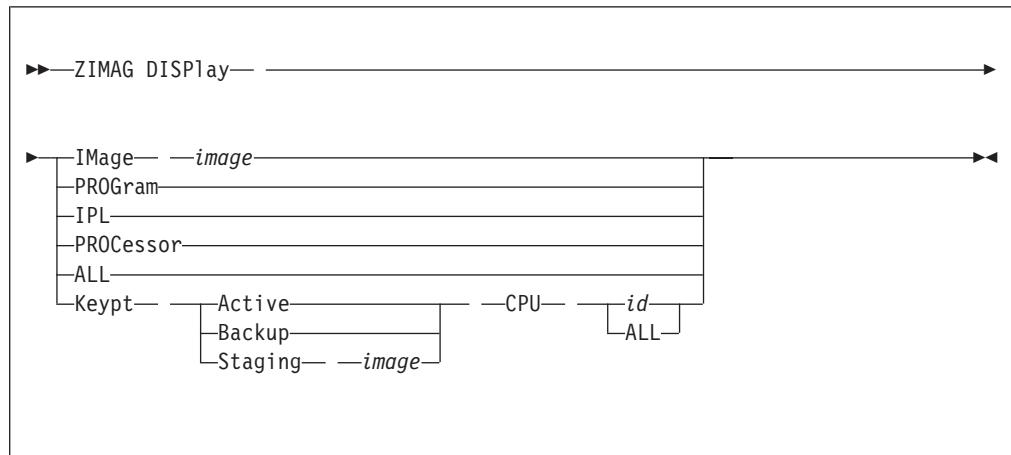 ZIMAG DISPlay
IMage image
PROGram
IPL
PROCessor
ALL
Keypt Active CPU id
Backup ALL
Staging image